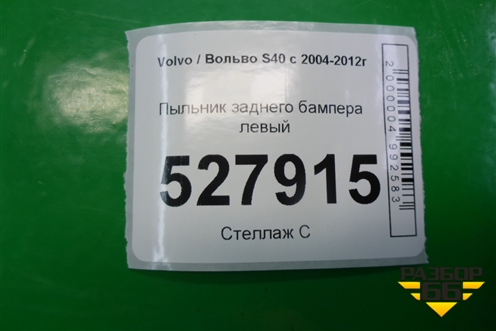 Volvo / Вольво S40 с 2004-2012г
Пыльник заднего бампера
левый
527915
Стеллаж С
2000004992583
РАЗБОР
66